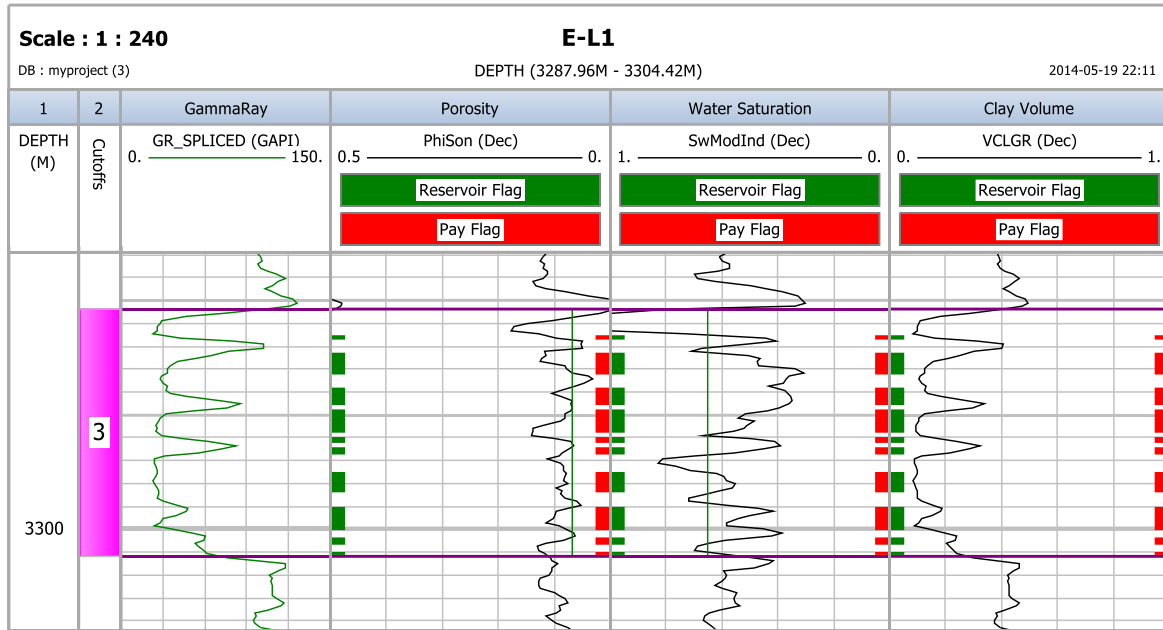 Scale : 1 : 240
E-L1
DB : myproject (3)
DEPTH (3287.96M - 3304.42M)
2014-05-19 22:11
1
2
GammaRay
Porosity
Water Saturation
Clay Volume
DEPTH
(M)
Cutoffs
GR_SPLICED (GAPI)
0.
150.
PhiSon (Dec)
0.5
0.
SwModInd (Dec)
1.
0.
VCLGR (Dec)
0.
1.
Reservoir Flag
Reservoir Flag
Reservoir Flag
Pay Flag
Pay Flag
Pay Flag
3
3300